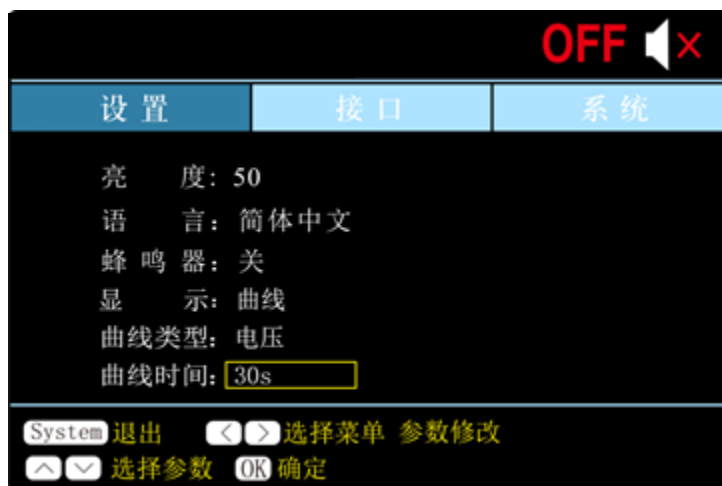 OFF
设置 接口 系统
亮 度: 50
语 言: 简体中文
蜂 鸣 器: 关
显 示: 曲线
曲线类型: 电压
曲线时间: 30s
System 退出 < > 选择菜单 参数修改
∧ ∨ 选择参数 OK 确定